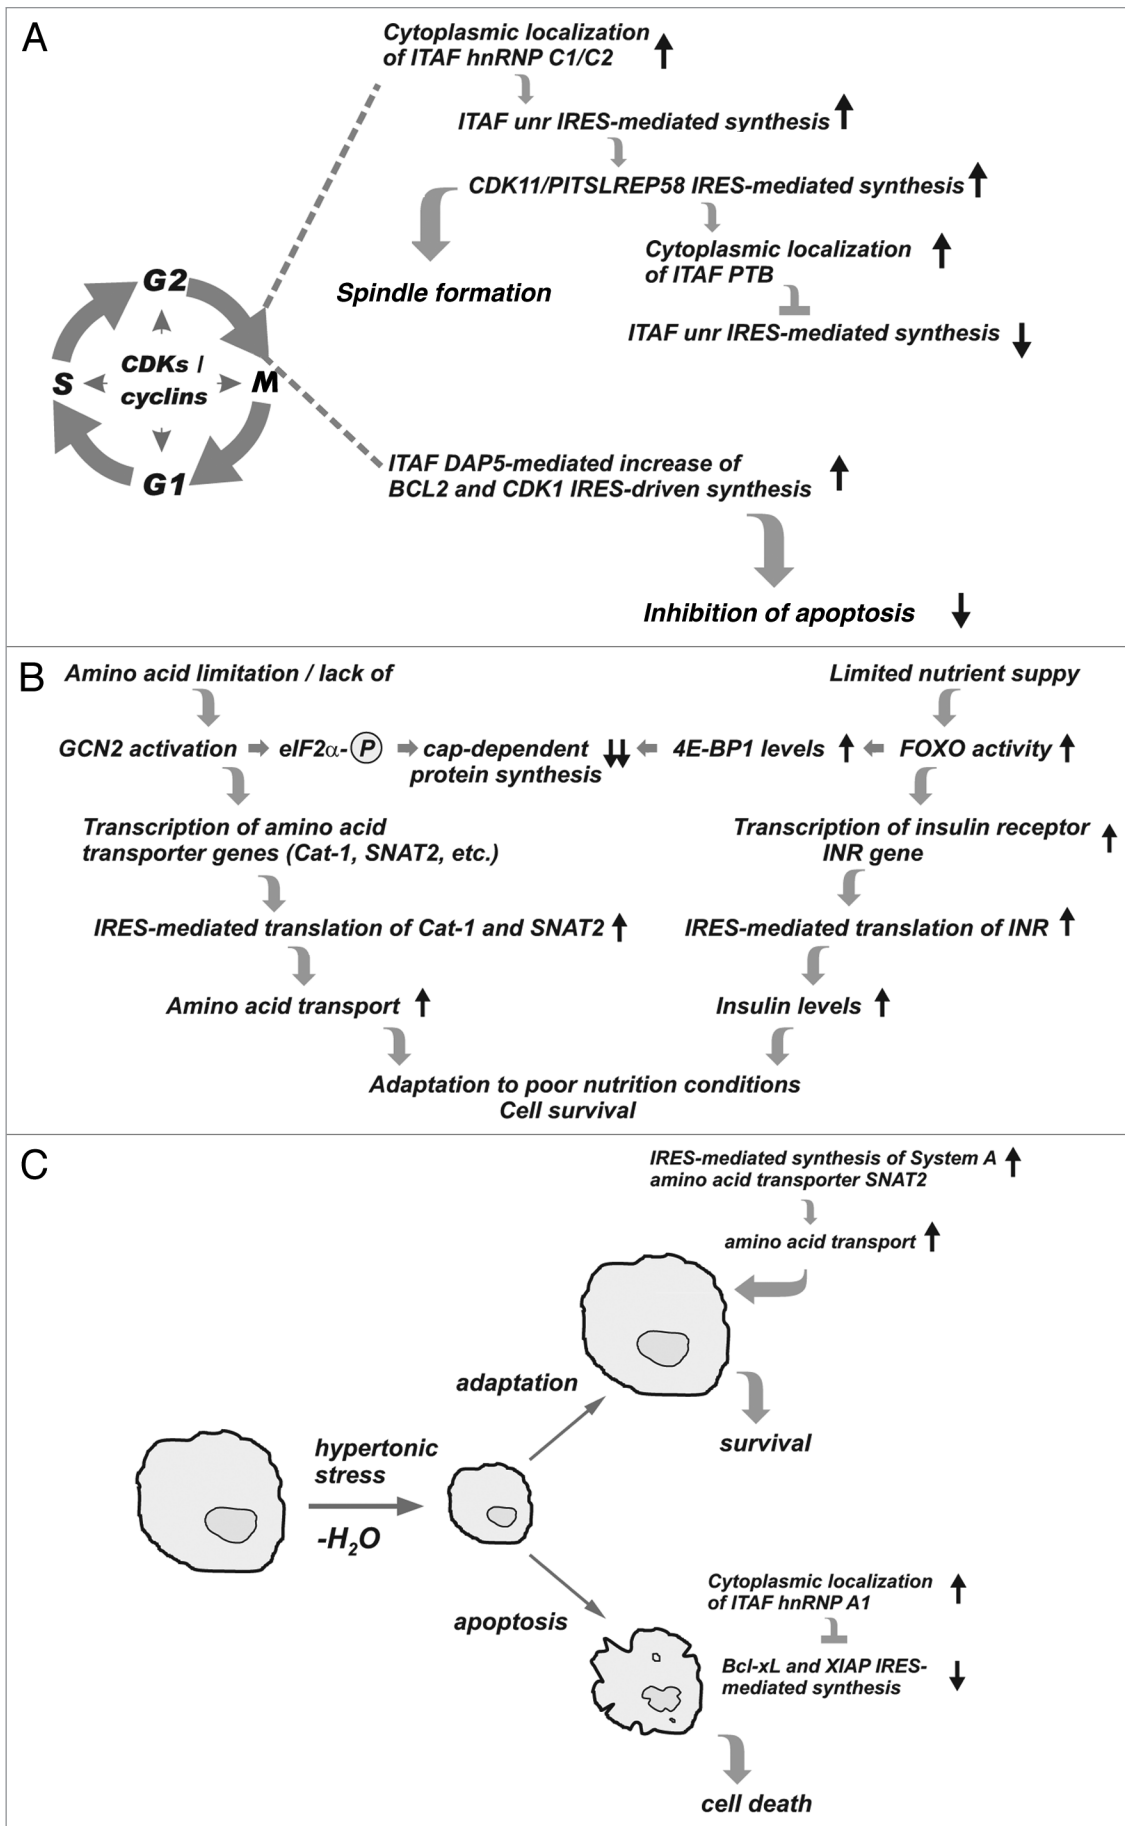 A
Cytoplasmic localization
of ITAF hnRNP C1/C2
ITAF unr IRES-mediated synthesis
CDK11/PITSLREP58 IRES-mediated synthesis
Cytoplasmic localization
of ITAF PTB
Spindle formation
ITAF unr IRES-mediated synthesis
G2
CDKs /
cyclins
S
M
G1
ITAF DAP5-mediated increase of
BCL2 and CDK1 IRES-driven synthesis
Inhibition of apoptosis
B
Amino acid limitation / lack of
Limited nutrient suppy
GCN2 activation
eIF2α-P
cap-dependent
protein synthesis
4E-BP1 levels
FOXO activity
Transcription of amino acid
transporter genes (Cat-1, SNAT2, etc.)
Transcription of insulin receptor
INR gene
IRES-mediated translation of Cat-1 and SNAT2
IRES-mediated translation of INR
Amino acid transport
Insulin levels
Adaptation to poor nutrition conditions
Cell survival
C
IRES-mediated synthesis of System A
amino acid transporter SNAT2
amino acid transport
adaptation
survival
hypertonic
stress
-H₂O
apoptosis
Cytoplasmic localization
of ITAF hnRNP A1
Bcl-xL and XIAP IRES-
mediated synthesis
cell death